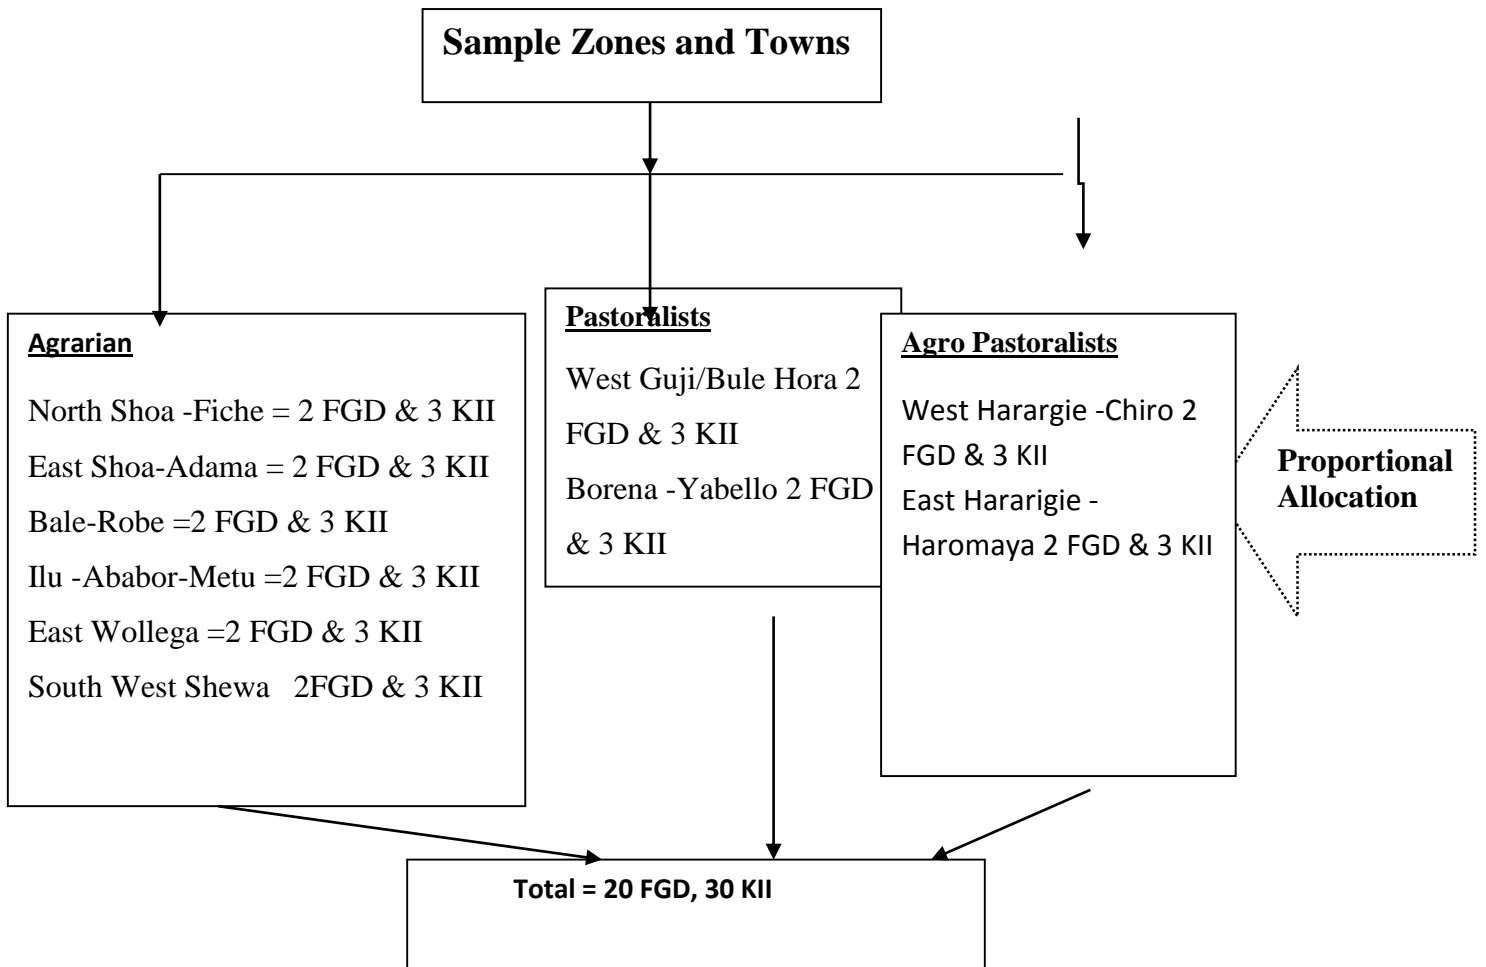 Sample Zones and Towns
Agrarian
North Shoa -Fiche = 2 FGD & 3 KII
East Shoa-Adama = 2 FGD & 3 KII
Bale-Robe =2 FGD & 3 KII
Ilu -Ababor-Metu =2 FGD & 3 KII
East Wollega =2 FGD & 3 KII
South West Shewa   2FGD & 3 KII
Pastoralists
West Guji/Bule Hora 2
FGD & 3 KII
Borena -Yabello 2 FGD
& 3 KII
Agro Pastoralists
West Harargie -Chiro 2
FGD & 3 KII
East Hararigie -
Haromaya 2 FGD & 3 KII
Proportional
Allocation
Total = 20 FGD, 30 KII